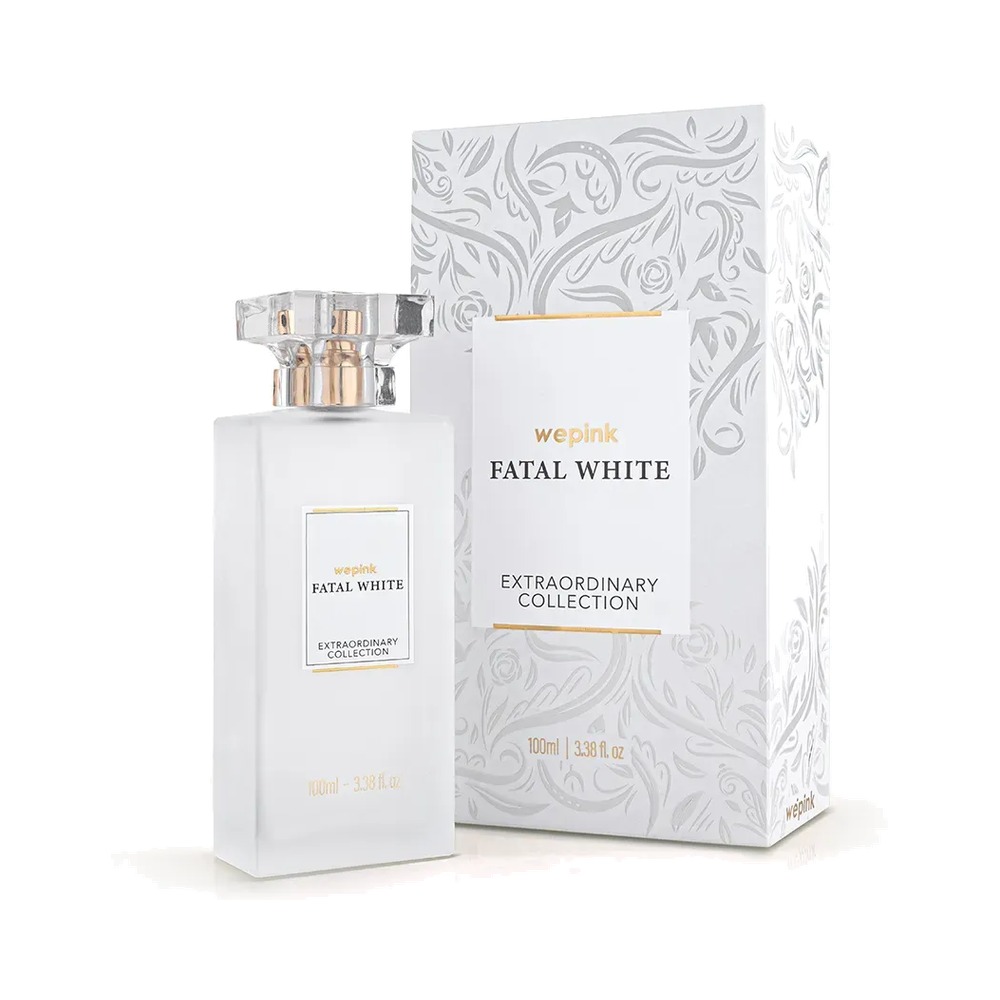 wepink
FATAL WHITE
EXTRAORDINARY
COLLECTION
100ml – 3.38 fl. oz
wepink
FATAL WHITE
EXTRAORDINARY
COLLECTION
100ml | 3.38 fl. oz
wepink